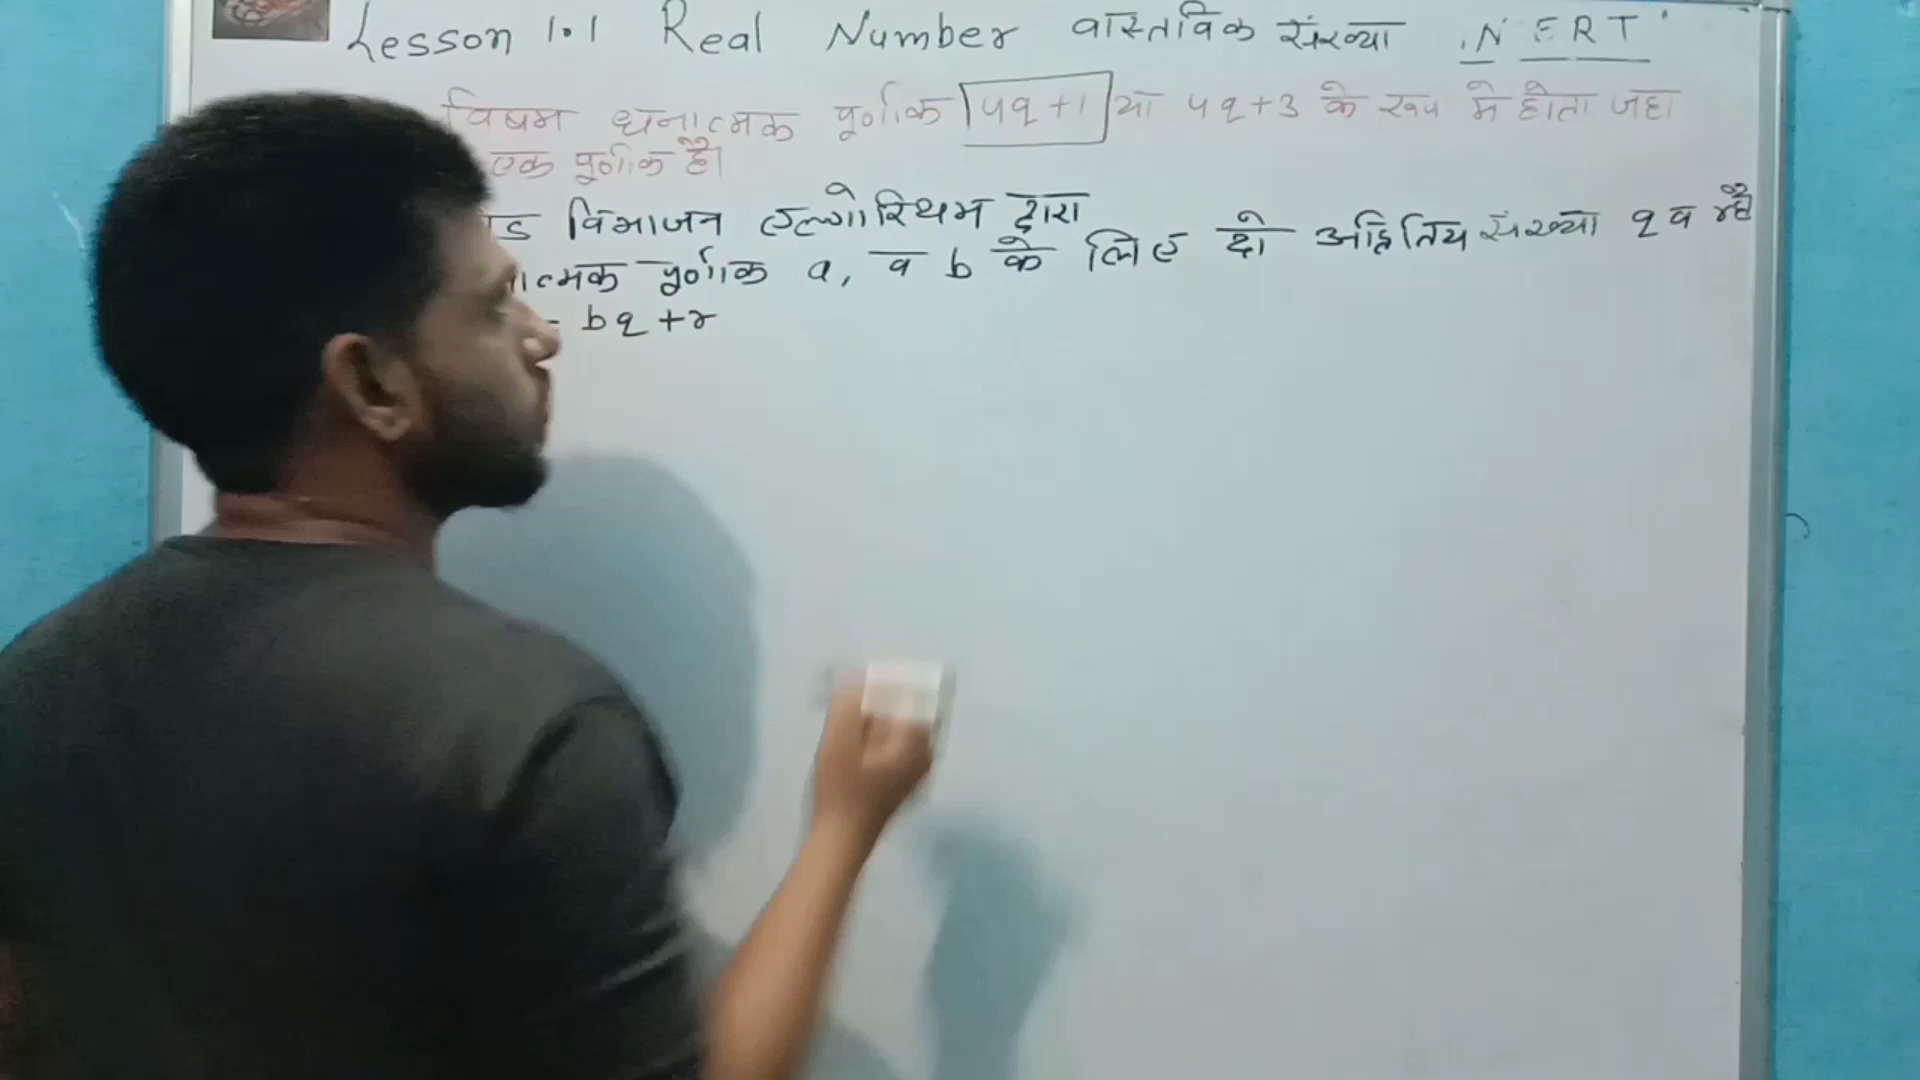 Lesson 1.1 Real Number वास्तविक संख्या NERT
विषम धनात्मक पूर्णांक 4q+1 या 4q+3 के रूप मे होता जहा
एक पूर्णांक है।
विभाजन एल्गोरिथम द्वारा
पूर्णांक a, व b के लिए दो अद्वितिय संख्या q व r है
bq+r